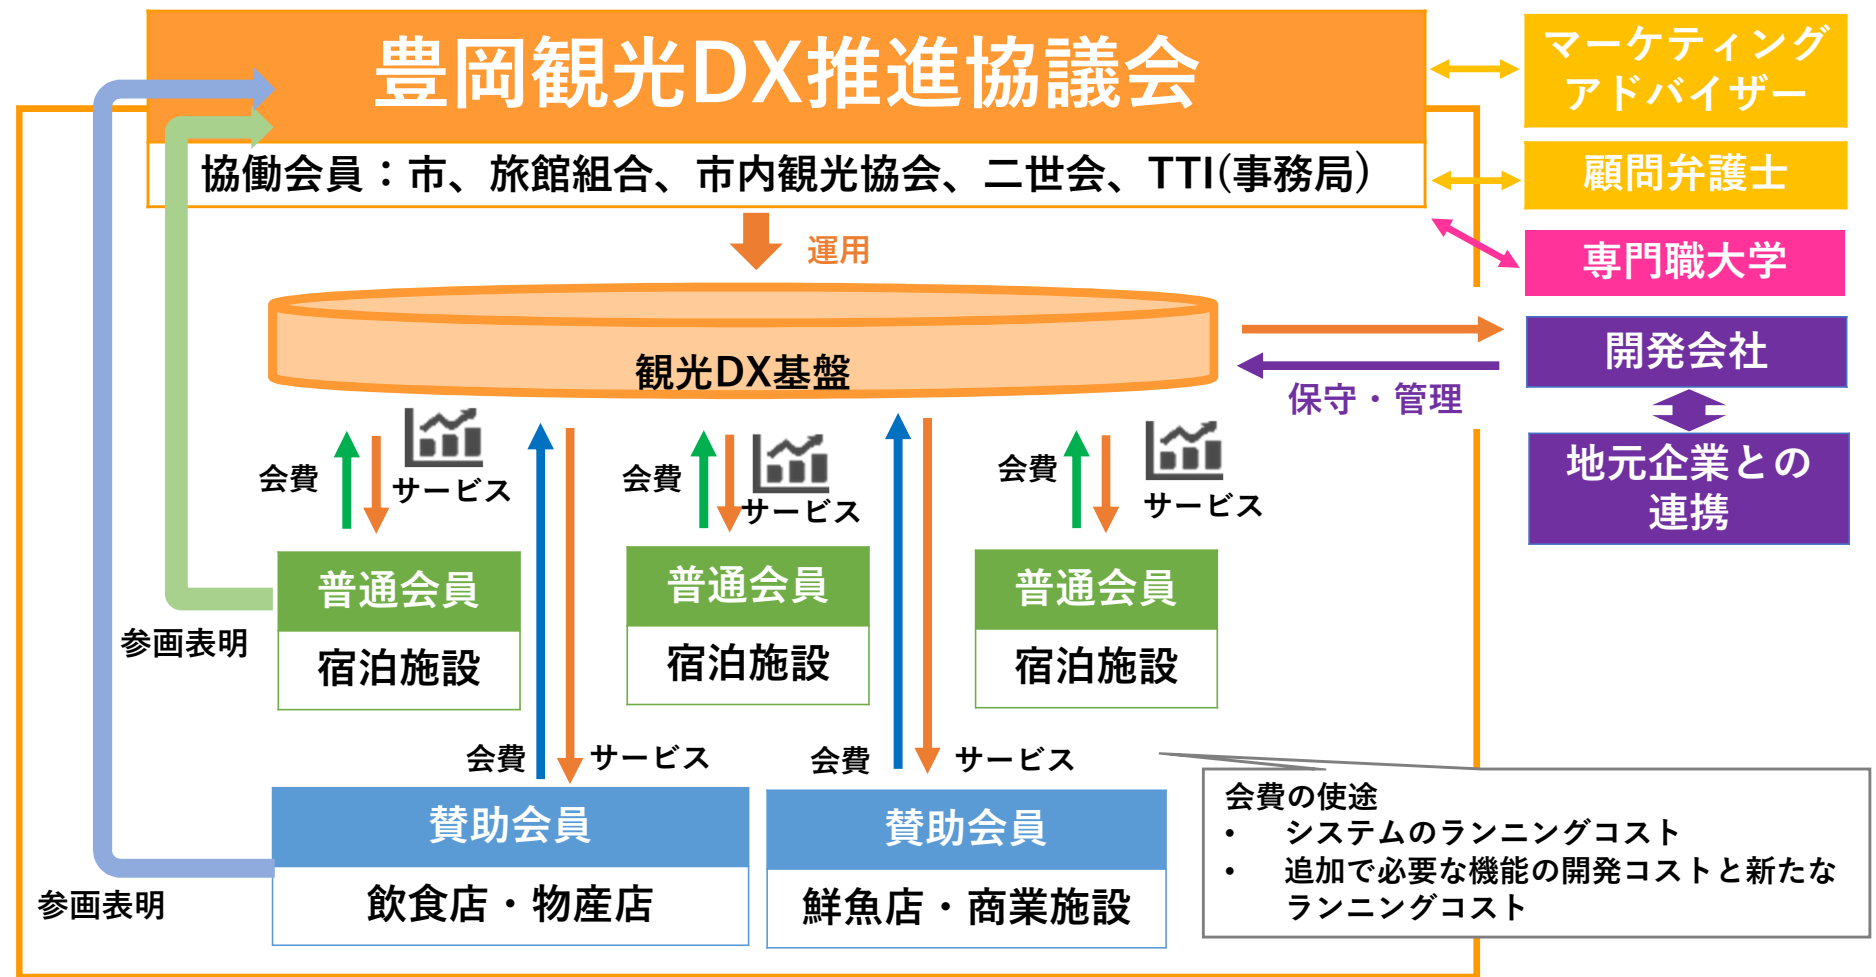 豊岡観光DX推進協議会
協働会員：市、旅館組合、市内観光協会、二世会、TTI(事務局)
マーケティング
アドバイザー
顧問弁護士
専門職大学
運用
観光DX基盤
開発会社
保守・管理
地元企業との
連携
会費
サービス
会費
サービス
会費
サービス
普通会員
宿泊施設
普通会員
宿泊施設
普通会員
宿泊施設
参画表明
会費
サービス
会費
サービス
賛助会員
飲食店・物産店
賛助会員
鮮魚店・商業施設
参画表明
会費の使途
• システムのランニングコスト
• 追加で必要な機能の開発コストと新たな
ランニングコスト